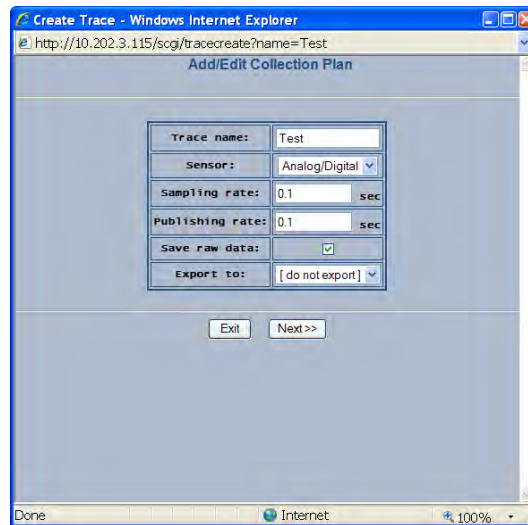 Create Trace - Windows Internet Explorer
http://10.202.3.115/scgi/tracecreate?name=Test
Add/Edit Collection Plan
Trace name: Test
Sensor: Analog/Digital
Sampling rate: 0.1 sec
Publishing rate: 0.1 sec
Save raw data:
Export to: [ do not export ]
Exit Next>>
Done Internet 100%